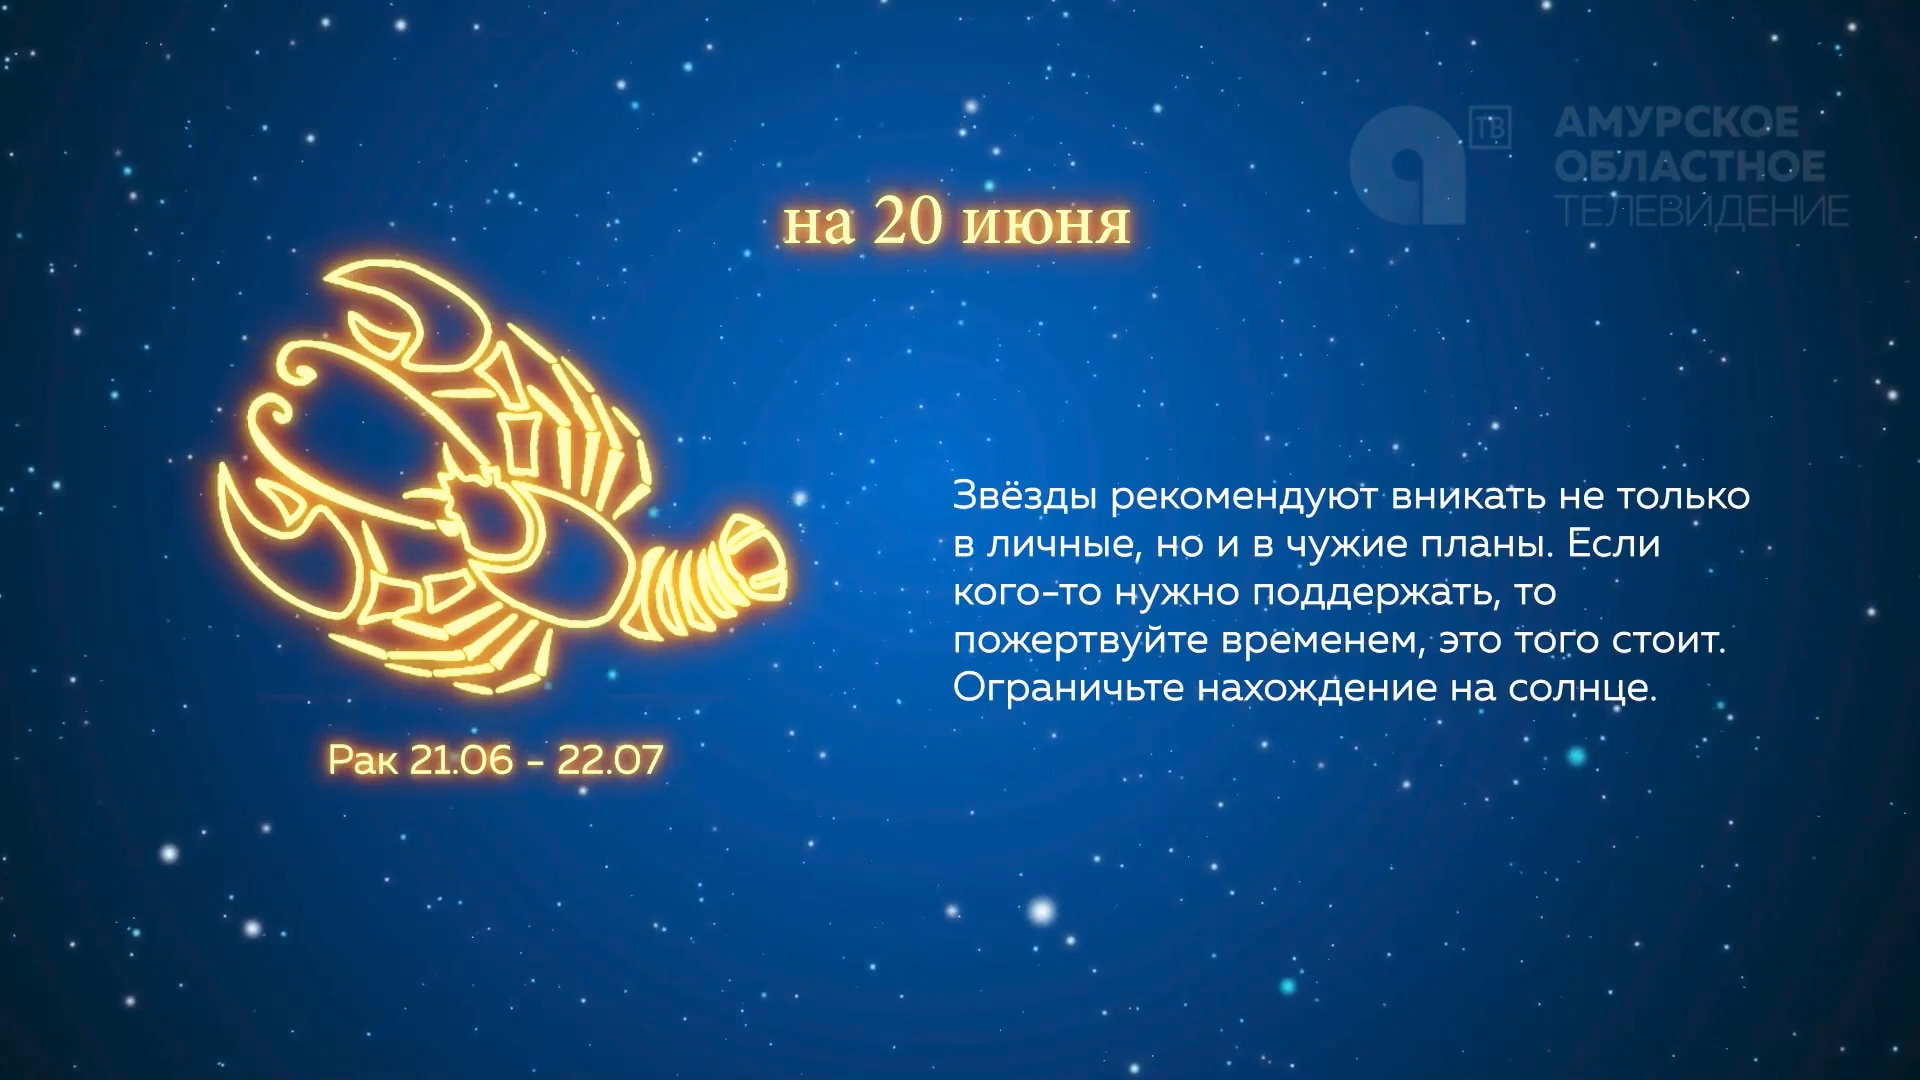 ТВ
АМУРСКОЕ
ОБЛАСТНОЕ
ТЕЛЕВИДЕНИЕ
на 20 июня
Звёзды рекомендуют вникать не только
в личные, но и в чужие планы. Если
кого-то нужно поддержать, то
пожертвуйте временем, это того стоит.
Ограничьте нахождение на солнце.
Рак 21.06 - 22.07